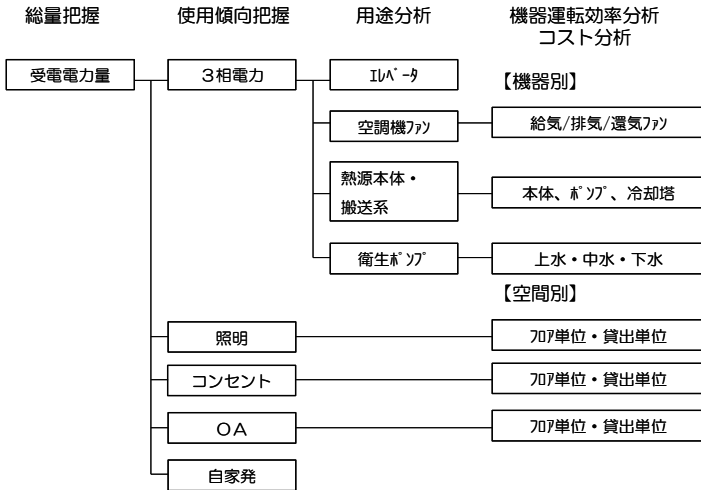 総量把握
使用傾向把握
用途分析
機器運転効率分析
コスト分析
受電電力量
3相電力
ｴﾚﾍﾞｰﾀ
【機器別】
空調機ﾌｧﾝ
給気/排気/還気ﾌｧﾝ
熱源本体・
搬送系
本体、ﾎﾟﾝﾌﾟ、冷却塔
衛生ﾎﾟﾝﾌﾟ
上水・中水・下水
【空間別】
照明
ﾌﾛｱ単位・貸出単位
コンセント
ﾌﾛｱ単位・貸出単位
OA
ﾌﾛｱ単位・貸出単位
自家発